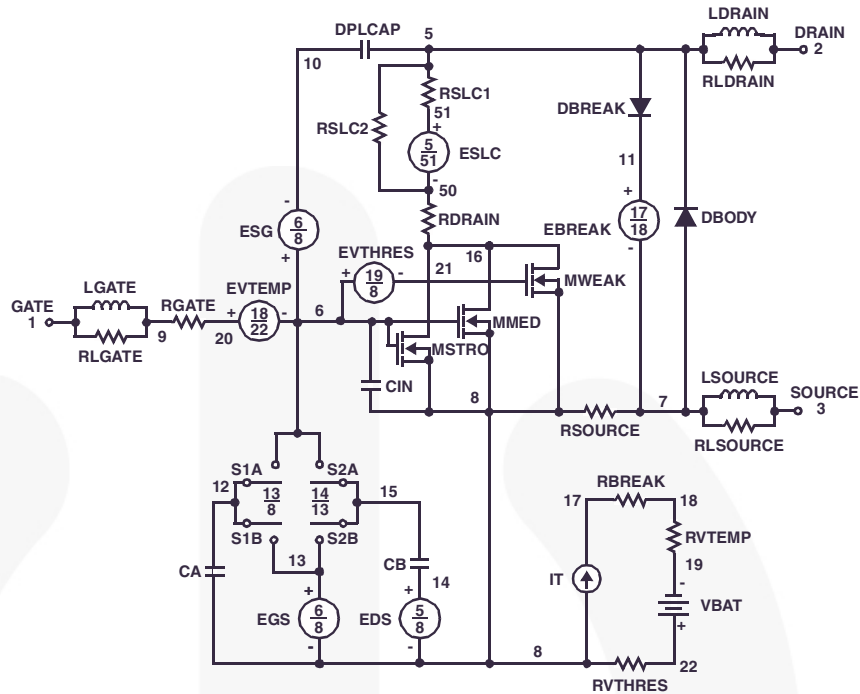 LDRAIN
DPLCAP 5 DRAIN
10 2
RLDRAIN
RSLC1
DBREAK
51
RSLC2
+
5
51
ESLC
-
11
50
- +
17
18
6
8
ESG
RDRAIN
EBREAK
DBODY
EVTHRES
+ 16 -
+ 19 - 21
8
MWEAK
LGATE
GATE
1
RGATE
EVTEMP
+ 18 - 6
22
MMED
9 20
RLGATE
MSTRO
CIN
LSOURCE
8 7 SOURCE
3
RSOURCE
RLSOURCE
S1A S2A
12 13 14 15
8 13
RBREAK
17 18
S1B S2B
RVTEMP
13
CA CB
IT
19
-
+ + 14
VBAT
EGS 6 EDS 5
8 8
+
- -
8 22
RVTHRES